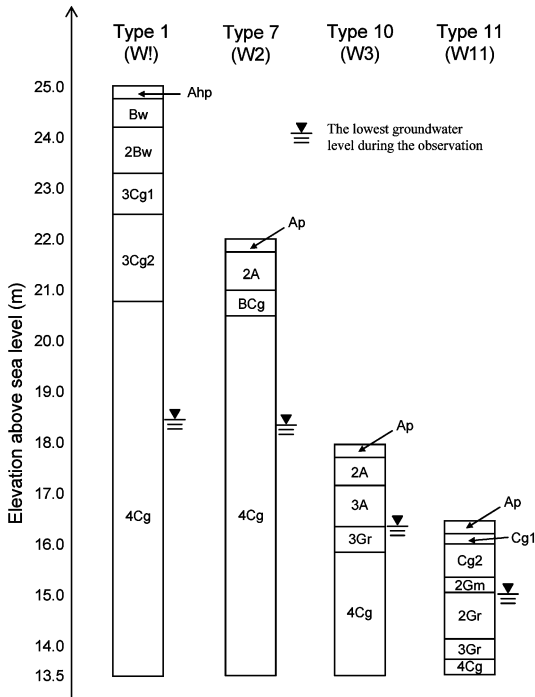 Type 1
(W!)
Type 7
(W2)
Type 10
(W3)
Type 11
(W11)
The lowest groundwater
level during the observation
Elevation above sea level (m)
25.0
24.0
23.0
22.0
21.0
20.0
19.0
18.0
17.0
16.0
15.0
14.0
13.5
Ahp
Bw
2Bw
3Cg1
3Cg2
4Cg
Ap
2A
BCg
4Cg
Ap
2A
3A
3Gr
4Cg
Ap
Cg1
Cg2
2Gm
2Gr
3Gr
4Cg